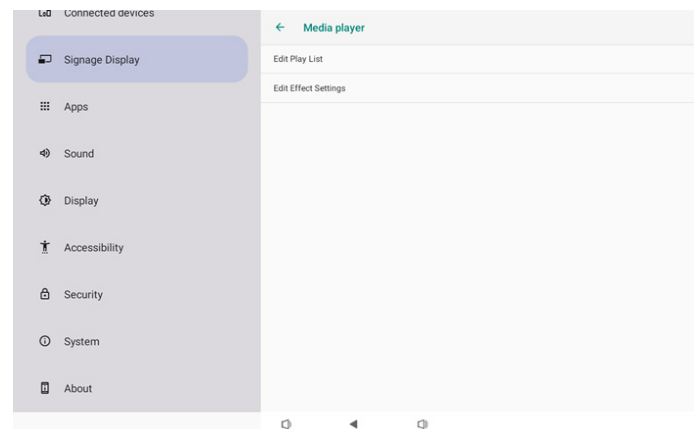 Connected devices
Signage Display
Apps
Sound
Display
Accessibility
Security
System
About
Media player
Edit Play List
Edit Effect Settings